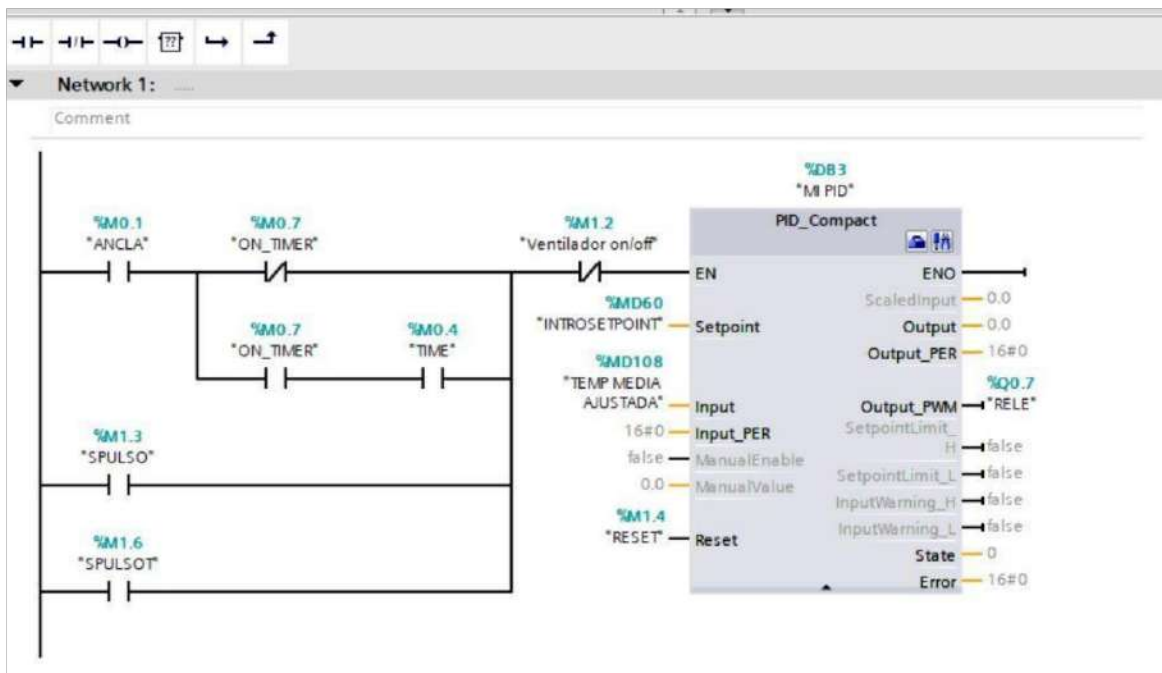 Network 1: .....
Comment
%DB3
"MI PID"
%M0.1
"ANCLA"
%M0.7
"ON_TIMER"
%M1.2
"Ventilador on/off"
PID_Compact
EN
ENO
%MD60
"INTROSETPOINT"
Setpoint
ScaledInput
0.0
Output
0.0
%M0.7
"ON_TIMER"
%M0.4
"TIME"
Output_PER
16#0
%MD108
"TEMP MEDIA
AJUSTADA"
Input
%Q0.7
Output_PWM
"RELE"
%M1.3
"SPULSO"
16#0
Input_PER
SetpointLimit_
H
false
false
ManualEnable
SetpointLimit_L
false
0.0
ManualValue
InputWarning_H
false
%M1.4
"RESET"
Reset
InputWarning_L
false
%M1.6
"SPULSOT"
State
0
Error
16#0